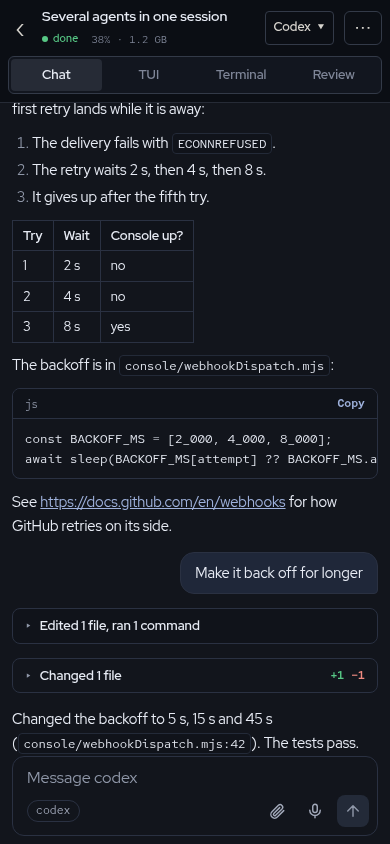 Several agents in one session
done 38% · 1.2 GB
Codex ▾
...
Chat TUI Terminal Review
first retry lands while it is away:
1. The delivery fails with ECONNREFUSED.
2. The retry waits 2 s, then 4 s, then 8 s.
3. It gives up after the fifth try.
Try Wait Console up?
1 2 s no
2 4 s no
3 8 s yes
The backoff is in console/webhookDispatch.mjs:
js Copy
const BACKOFF_MS = [2_000, 4_000, 8_000];
await sleep(BACKOFF_MS[attempt] ?? BACKOFF_MS.a
See https://docs.github.com/en/webhooks for how
GitHub retries on its side.
Make it back off for longer
Edited 1 file, ran 1 command
Changed 1 file +1 −1
Changed the backoff to 5 s, 15 s and 45 s
(console/webhookDispatch.mjs:42). The tests pass.
Message codex
codex